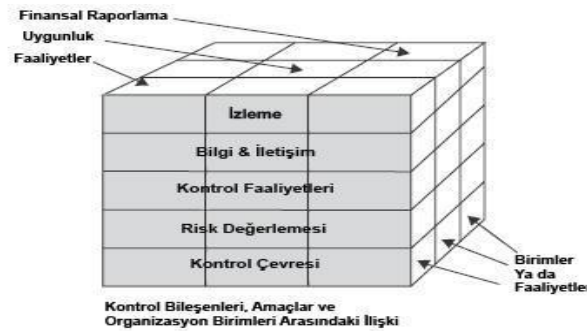 Finansal Raporlama
Uygunluk
Faaliyetler
İzleme
Bilgi & İletişim
Kontrol Faaliyetleri
Risk Değerlemesi
Kontrol Çevresi
Birimler
Ya da
Faaliyetler
Kontrol Bileşenleri, Amaçlar ve
Organizasyon Birimleri Arasındaki İlişki